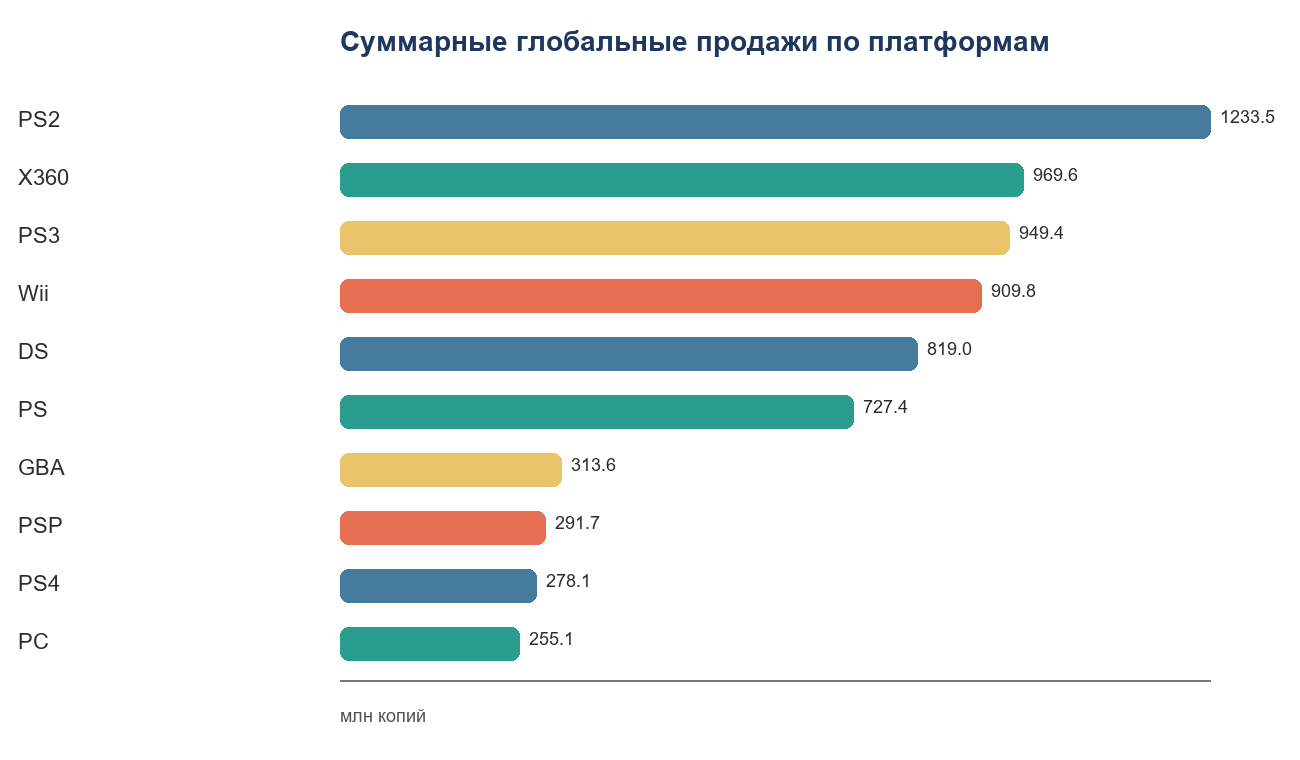 Суммарные глобальные продажи по платформам
PS2 1233.5
X360 969.6
PS3 949.4
Wii 909.8
DS 819.0
PS 727.4
GBA 313.6
PSP 291.7
PS4 278.1
PC 255.1
млн копий